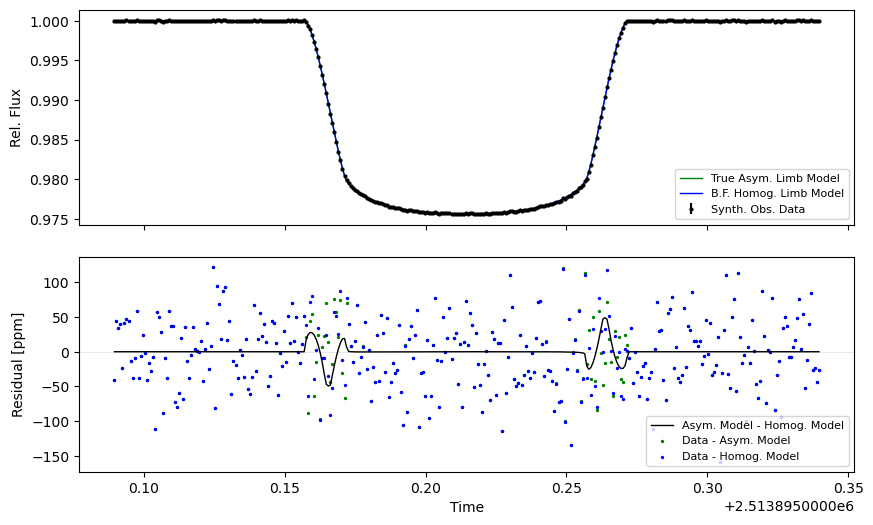 1.000
0.995
0.990
0.985
0.980
0.975
Rel. Flux
True Asym. Limb Model
B.F. Homog. Limb Model
Synth. Obs. Data
100
50
0
−50
−100
−150
Residual [ppm]
Asym. Model - Homog. Model
Data - Asym. Model
Data - Homog. Model
0.10
0.15
0.20
0.25
0.30
0.35
Time
+2.5138950000e6